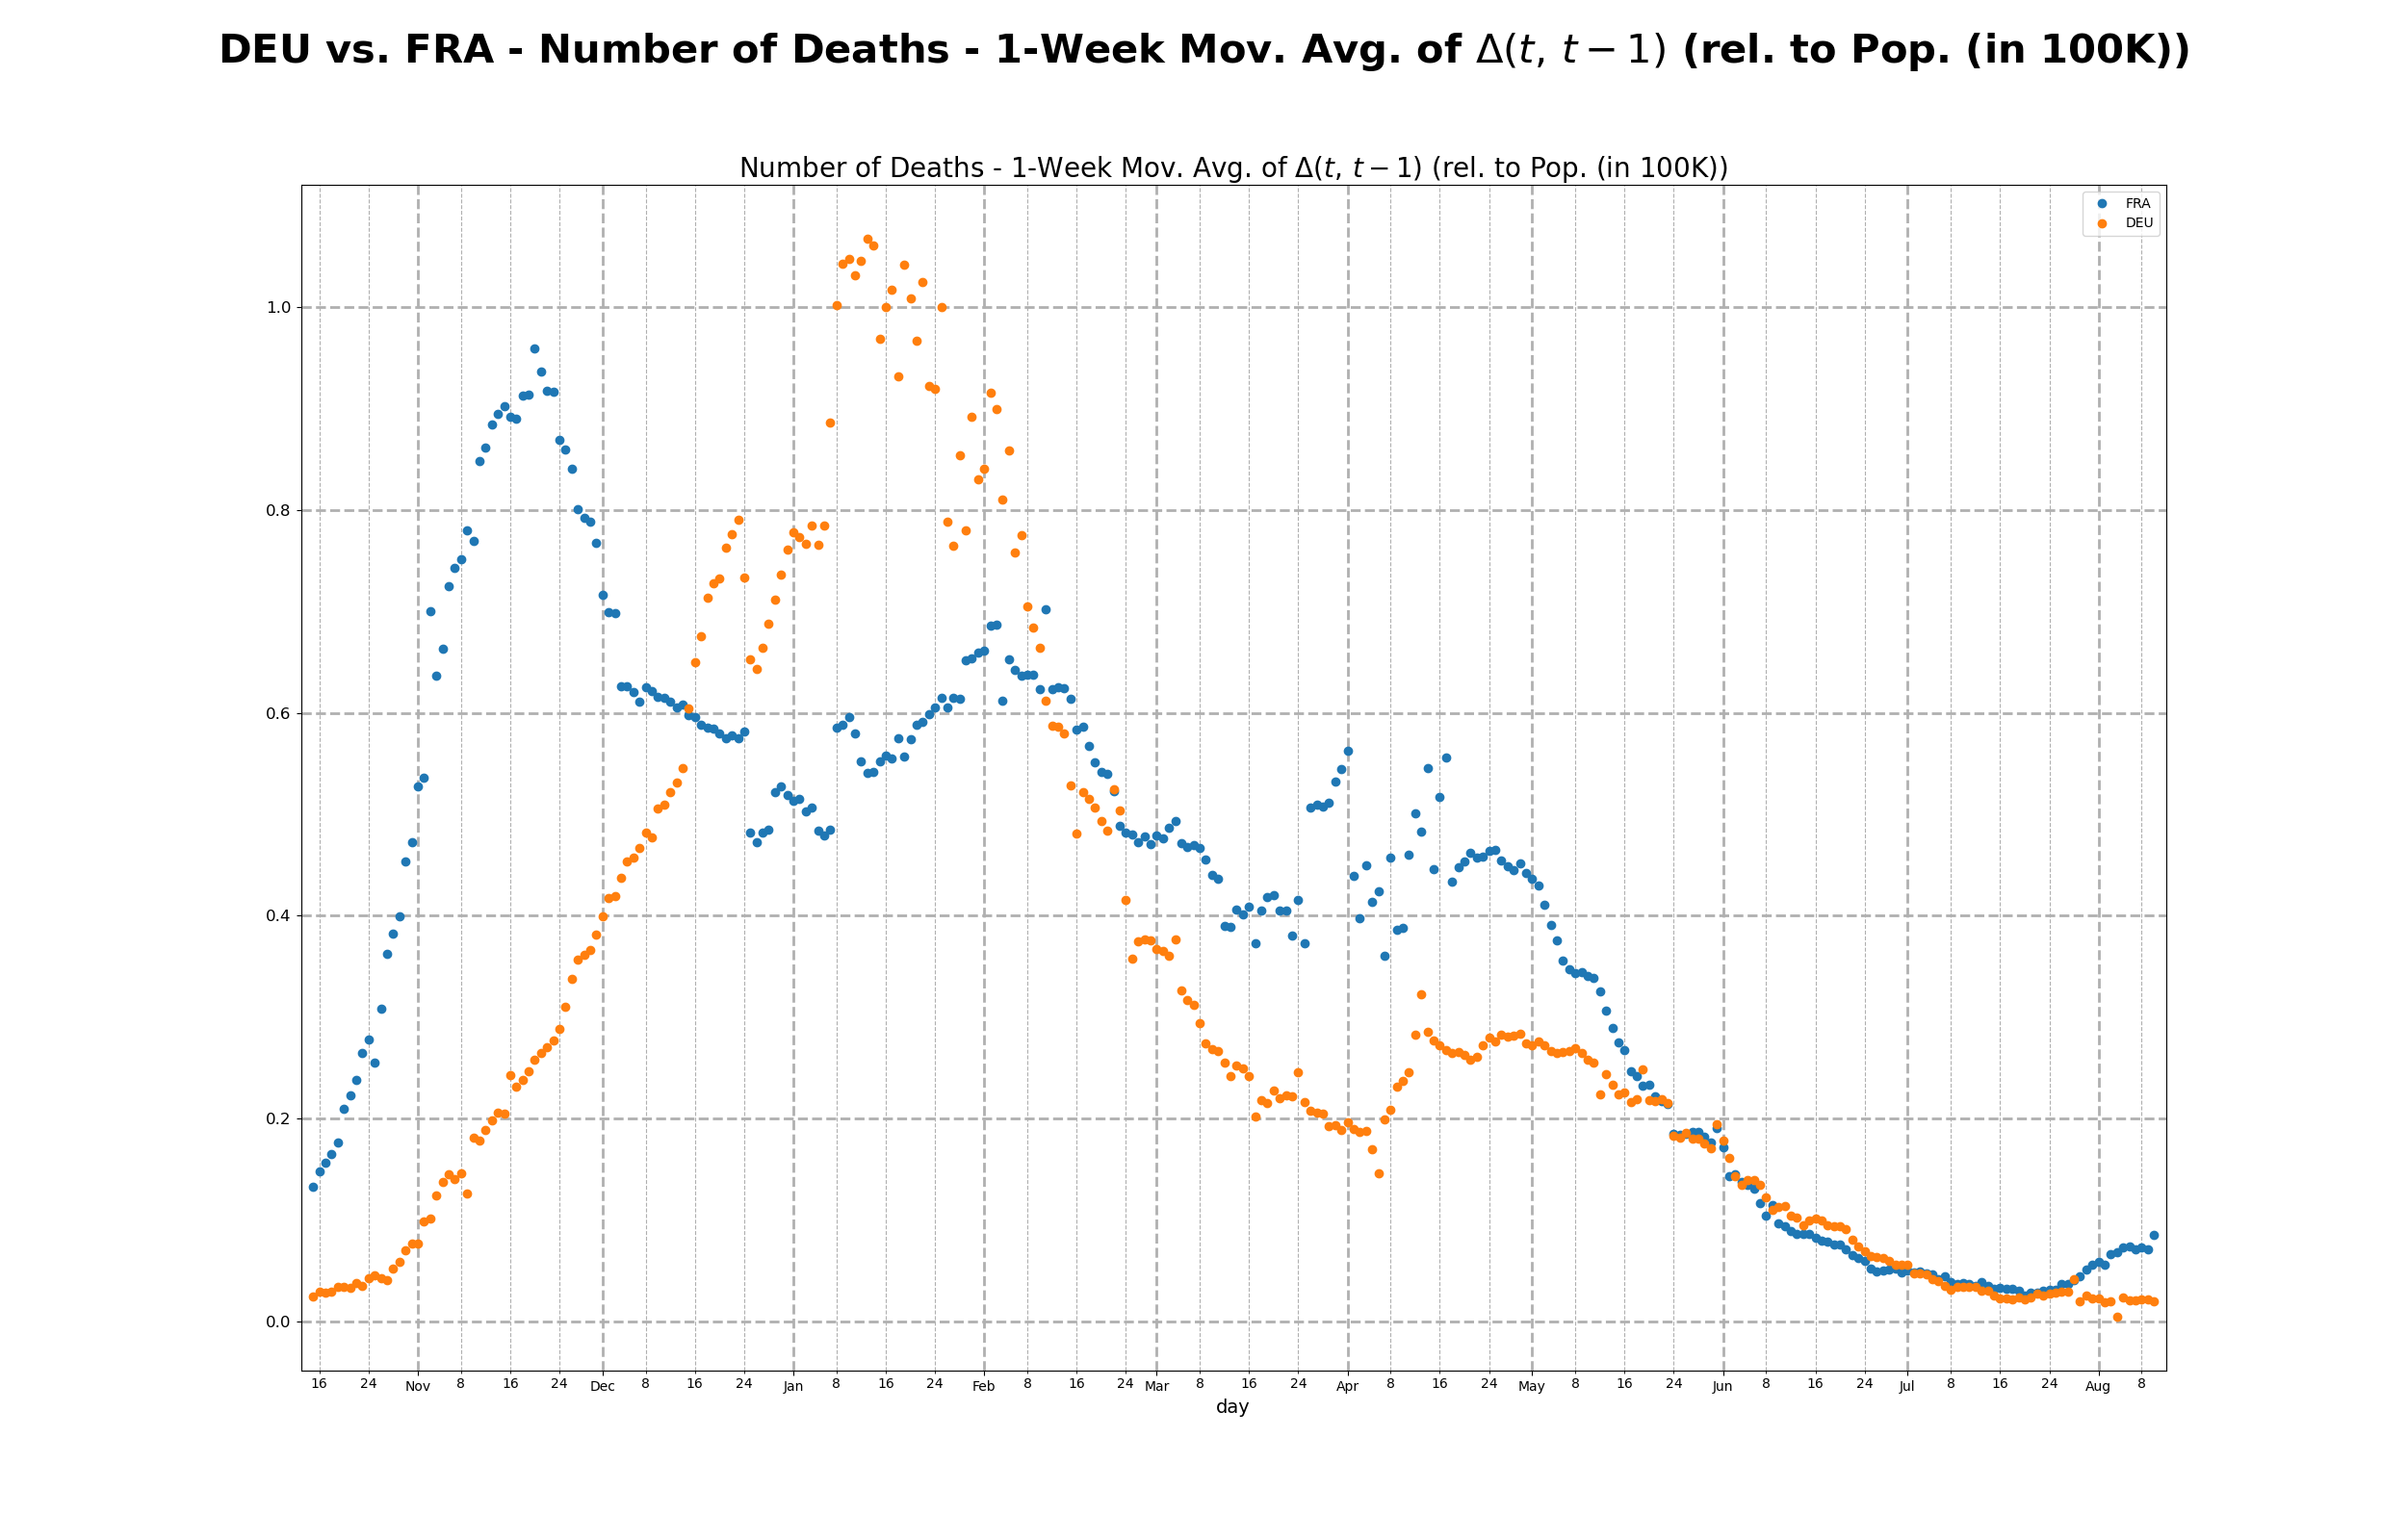 DEU vs. FRA - Number of Deaths - 1-Week Mov. Avg. of Δ(t, t − 1) (rel. to Pop. (in 100K))
Number of Deaths - 1-Week Mov. Avg. of Δ(t, t − 1) (rel. to Pop. (in 100K))
FRA
DEU
1.0
0.8
0.6
0.4
0.2
0.0
16 24 Nov 8 16 24 Dec 8 16 24 Jan 8 16 24 Feb 8 16 24 Mar 8 16 24 Apr 8 16 24 May 8 16 24 Jun 8 16 24 Jul 8 16 24 Aug 8
day